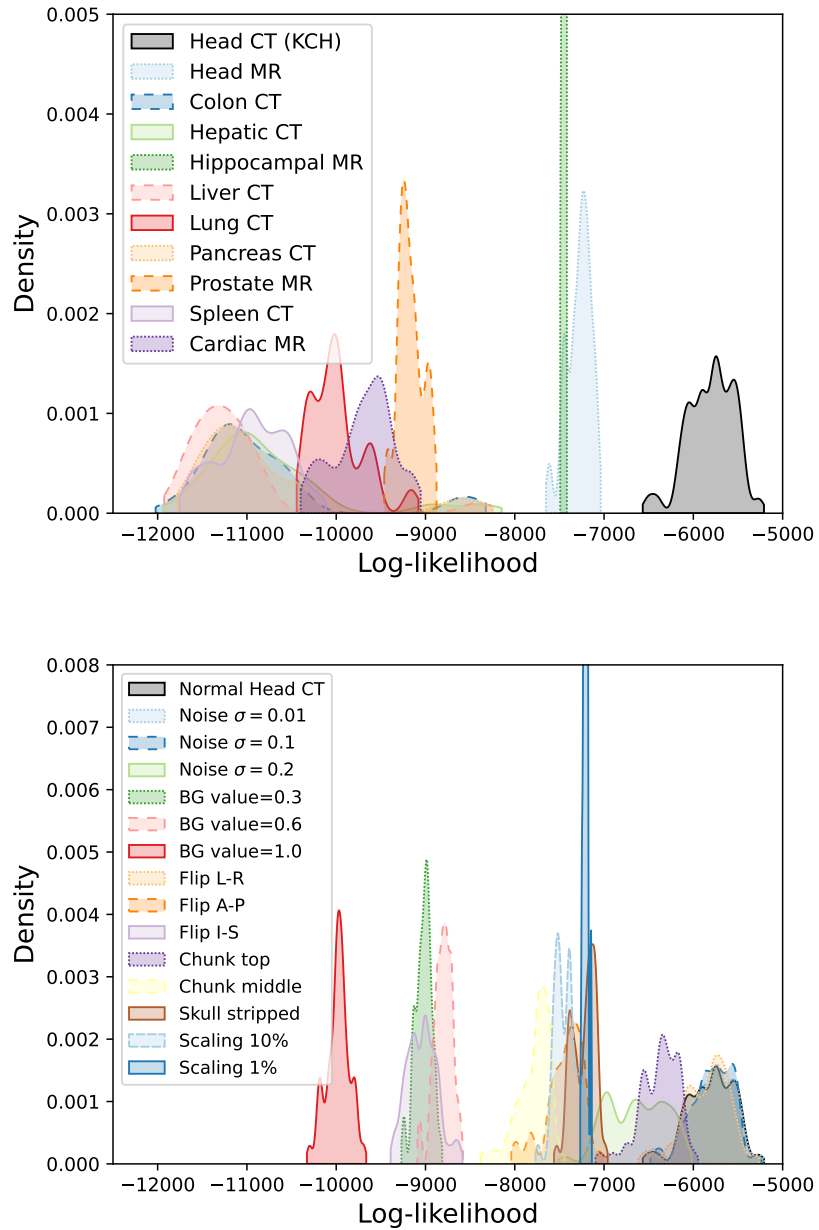 0.005
0.004
0.003
0.002
0.001
0.000
Density
Head CT (KCH)
Head MR
Colon CT
Hepatic CT
Hippocampal MR
Liver CT
Lung CT
Pancreas CT
Prostate MR
Spleen CT
Cardiac MR
−12000 −11000 −10000 −9000 −8000 −7000 −6000 −5000
Log-likelihood
0.008
0.007
0.006
0.005
0.004
0.003
0.002
0.001
0.000
Density
Normal Head CT
Noise σ = 0.01
Noise σ = 0.1
Noise σ = 0.2
BG value=0.3
BG value=0.6
BG value=1.0
Flip L-R
Flip A-P
Flip I-S
Chunk top
Chunk middle
Skull stripped
Scaling 10%
Scaling 1%
−12000 −11000 −10000 −9000 −8000 −7000 −6000 −5000
Log-likelihood